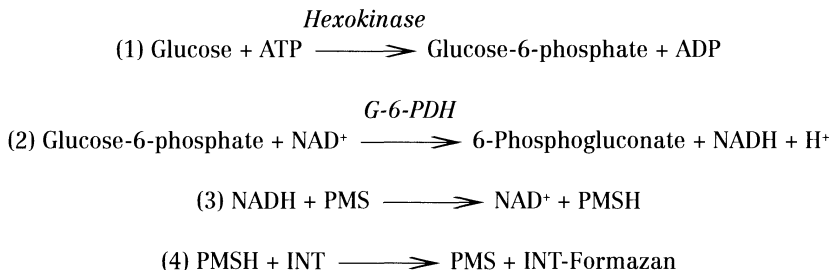 Hexokinase
(1) Glucose + ATP ⟶ Glucose-6-phosphate + ADP
G-6-PDH
(2) Glucose-6-phosphate + NAD⁺ ⟶ 6-Phosphogluconate + NADH + H⁺
(3) NADH + PMS ⟶ NAD⁺ + PMSH
(4) PMSH + INT ⟶ PMS + INT-Formazan